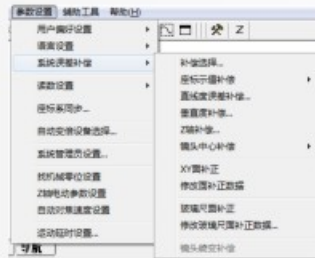 参数设置 辅助工具 帮助(H)
用户偏好设置
语言设置
系统误差补偿
读数设置
座标系同步...
自动变倍设备选择...
系统管理员设置...
找机械零位设置
Z轴电动参数设置
自动对焦速度设置
运动延时设置...
导航
Z
补偿选择...
座标示值补偿
直线度误差补偿...
垂直度补偿...
Z轴补偿...
镜头中心补偿
XY面补正
修改面补正数据
玻璃尺面补正
修改玻璃尺面补正数据...
镜头畸变补偿